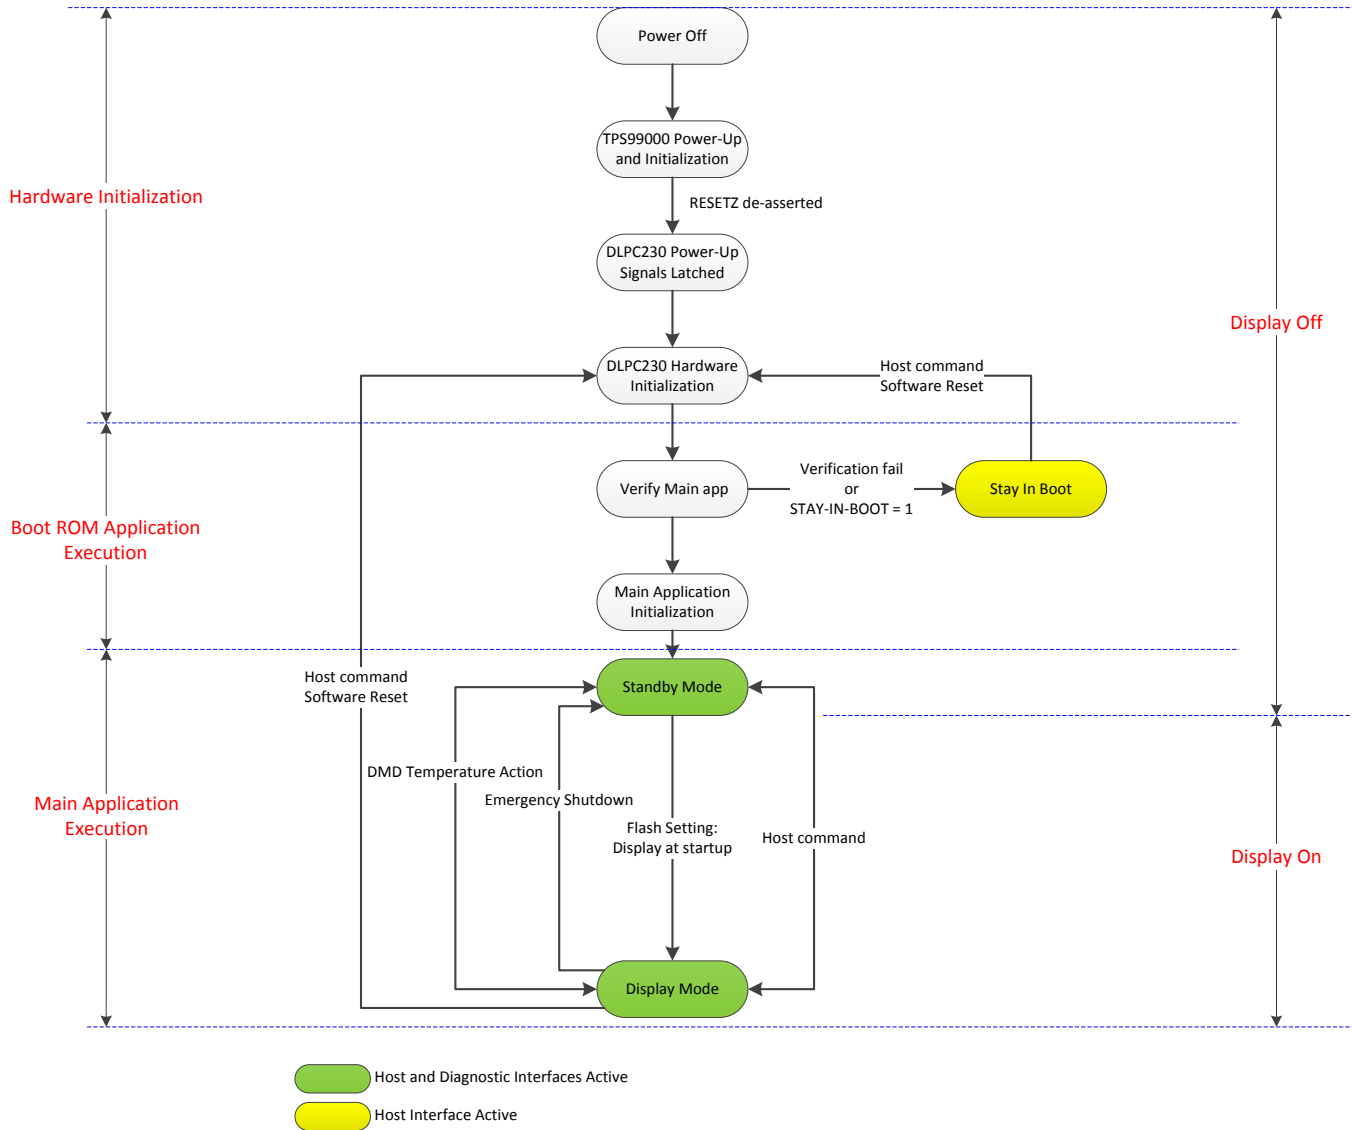 Power Off
TPS99000 Power-Up
and Initialization
Hardware Initialization
RESETZ de-asserted
DLPC230 Power-Up
Signals Latched
Display Off
DLPC230 Hardware
Initialization
Host command
Software Reset
Verify Main app
Verification fail
or
STAY-IN-BOOT = 1
Stay In Boot
Boot ROM Application
Execution
Main Application
Initialization
Host command
Software Reset
Standby Mode
DMD Temperature Action
Emergency Shutdown
Main Application
Execution
Flash Setting:
Display at startup
Host command
Display On
Display Mode
Host and Diagnostic Interfaces Active
Host Interface Active